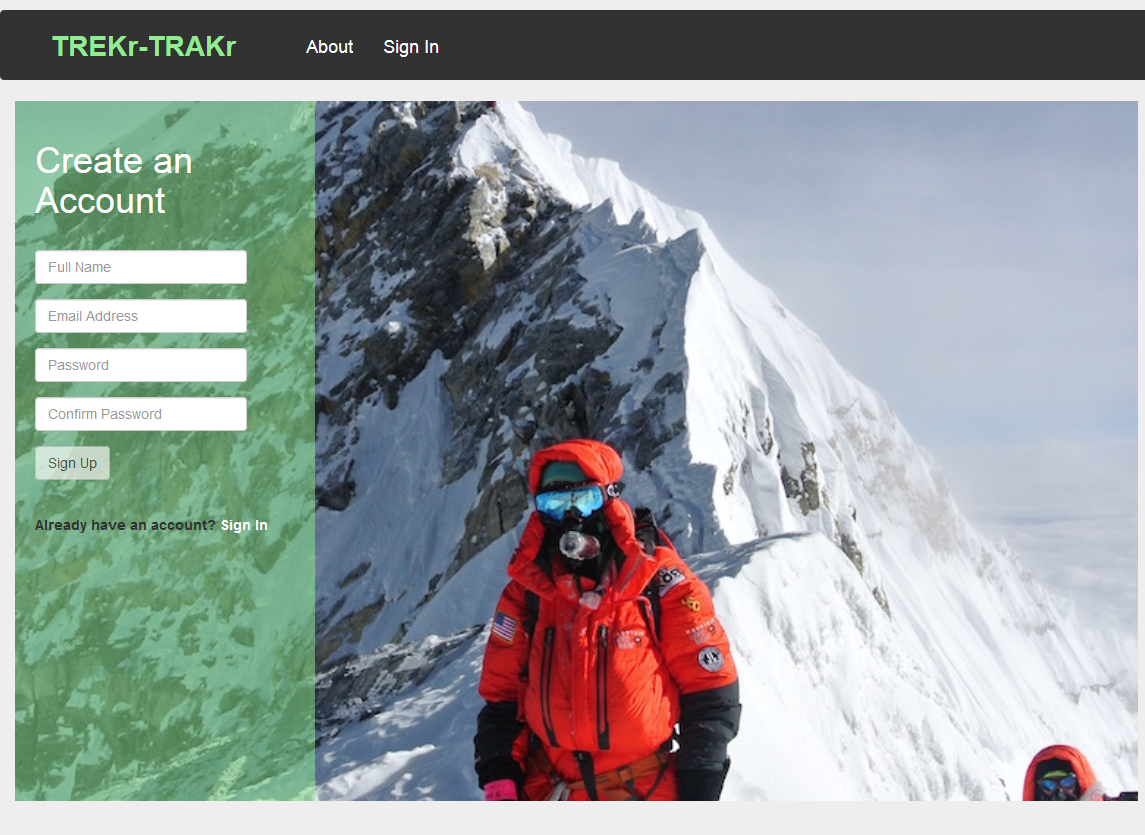 TREKr-TRAKr
About
Sign In
Create an
Account
Full Name
Email Address
Password
Confirm Password
Sign Up
Already have an account? Sign In